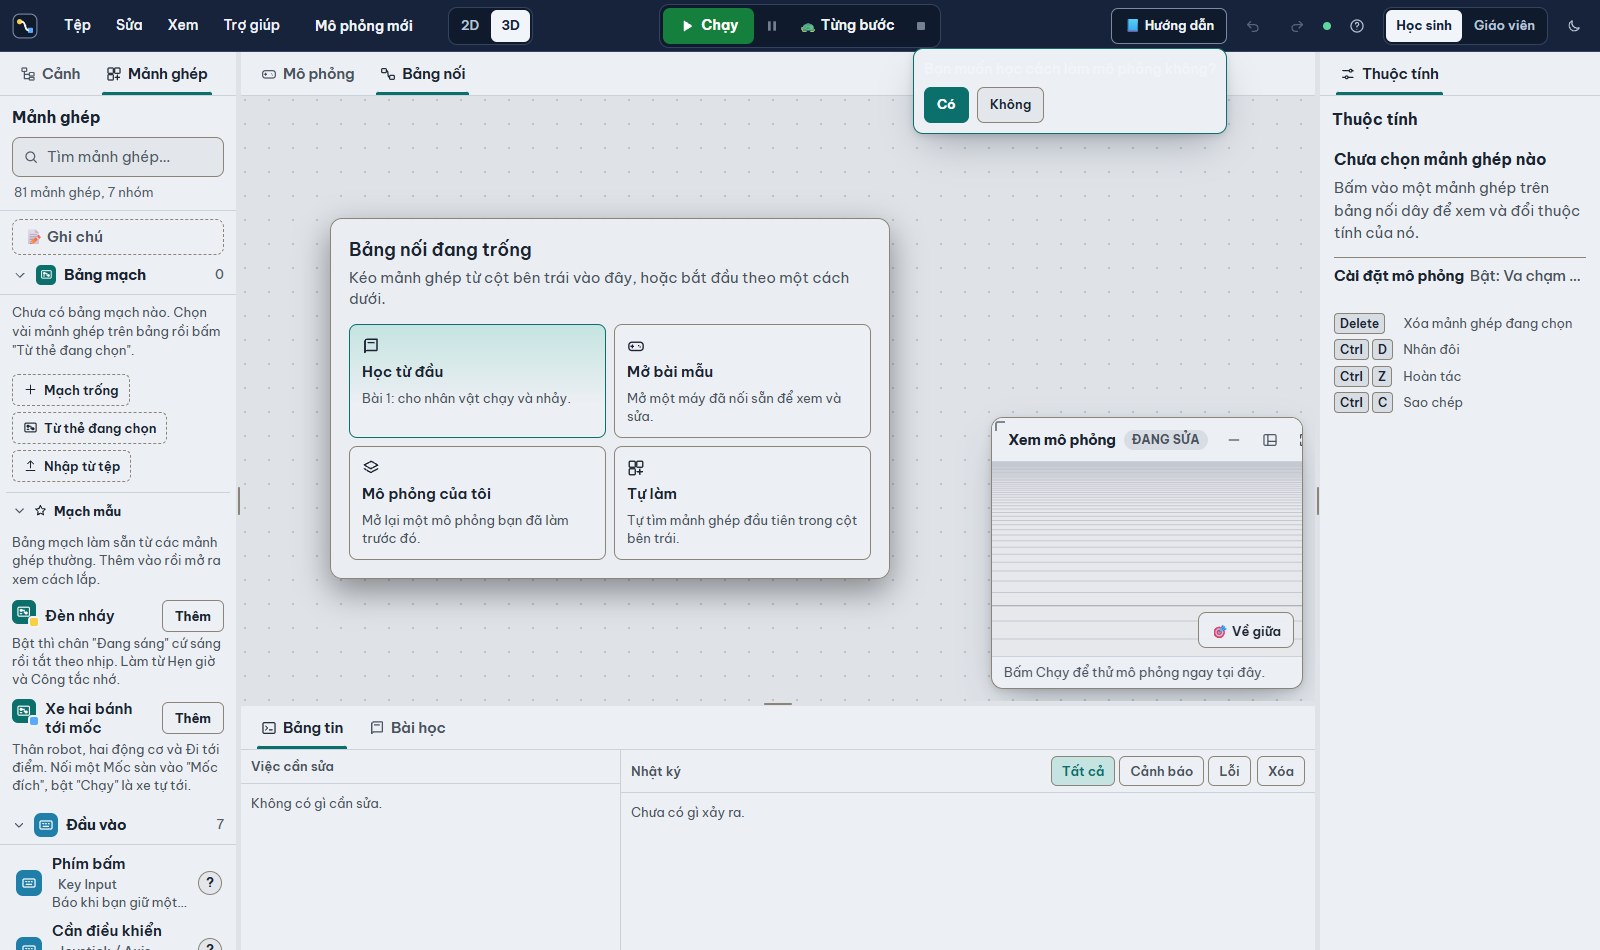 Tệp Sửa Xem Trợ giúp Mô phỏng mới 2D 3D Chạy Từng bước Hướng dẫn Học sinh Giáo viên
Cảnh Mảnh ghép
Mảnh ghép
Tìm mảnh ghép...
81 mảnh ghép, 7 nhóm
Ghi chú
Bảng mạch 0
Chưa có bảng mạch nào. Chọn
vài mảnh ghép trên bảng rồi bấm
"Từ thẻ đang chọn".
Mạch trống
Từ thẻ đang chọn
Nhập từ tệp
Mạch mẫu
Bảng mạch làm sẵn từ các mảnh
ghép thường. Thêm vào rồi mở ra
xem cách lắp.
Đèn nháy Thêm
Bật thì chân "Đang sáng" cứ sáng
rồi tắt theo nhịp. Làm từ Hẹn giờ
và Công tắc nhớ.
Xe hai bánh
tới mốc Thêm
Thân robot, hai động cơ và Đi tới
điểm. Nối một Mốc sàn vào "Mốc
đích", bật "Chạy" là xe tự tới.
Đầu vào 7
Phím bấm
Key Input
Báo khi bạn giữ một...
?
Cần điều khiển
Joystick / Axis
?
Mô phỏng Bảng nối
Bạn muốn học cách làm mô phỏng không?
Có Không
Bảng nối đang trống
Kéo mảnh ghép từ cột bên trái vào đây, hoặc bắt đầu theo một cách
dưới.
Học từ đầu
Bài 1: cho nhân vật chạy và nhảy.
Mở bài mẫu
Mở một máy đã nối sẵn để xem và
sửa.
Mô phỏng của tôi
Mở lại một mô phỏng bạn đã làm
trước đó.
Tự làm
Tự tìm mảnh ghép đầu tiên trong cột
bên trái.
Xem mô phỏng ĐANG SỬA
Về giữa
Bấm Chạy để thử mô phỏng ngay tại đây.
Bảng tin Bài học
Việc cần sửa
Không có gì cần sửa.
Nhật ký Tất cả Cảnh báo Lỗi Xóa
Chưa có gì xảy ra.
Thuộc tính
Thuộc tính
Chưa chọn mảnh ghép nào
Bấm vào một mảnh ghép trên
bảng nối dây để xem và đổi thuộc
tính của nó.
Cài đặt mô phỏng Bật: Va chạm ...
Delete Xóa mảnh ghép đang chọn
Ctrl D Nhân đôi
Ctrl Z Hoàn tác
Ctrl C Sao chép